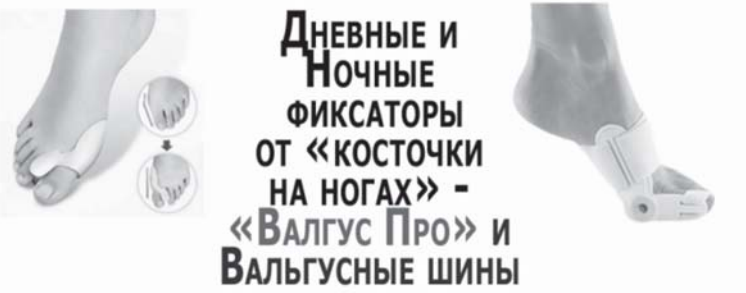 Дневные и
Ночные
фиксаторы
от «косточки
на ногах» -
«Валгус Про» и
Вальгусные шины